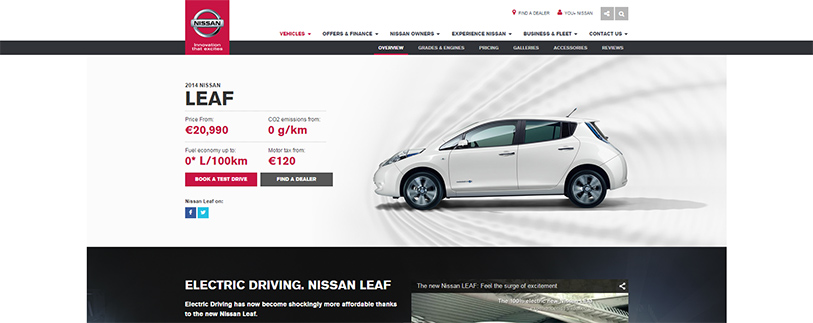 FIND A DEALER YOU+NISSAN
NISSAN
Innovation
that excites
VEHICLES OFFERS & FINANCE NISSAN OWNERS EXPERIENCE NISSAN BUSINESS & FLEET CONTACT US
OVERVIEW GRADES & ENGINES PRICING GALLERIES ACCESSORIES REVIEWS
2014 NISSAN
LEAF
Price From: CO2 emissions from:
€20,990 0 g/km
Fuel economy up to: Motor tax from:
0* L/100km €120
BOOK A TEST DRIVE FIND A DEALER
Nissan Leaf on:
ELECTRIC DRIVING. NISSAN LEAF
The new Nissan LEAF: Feel the surge of excitement
Electric Driving has now become shockingly more affordable thanks
to the new Nissan Leaf.
The 100% electric new Nissan LEAF